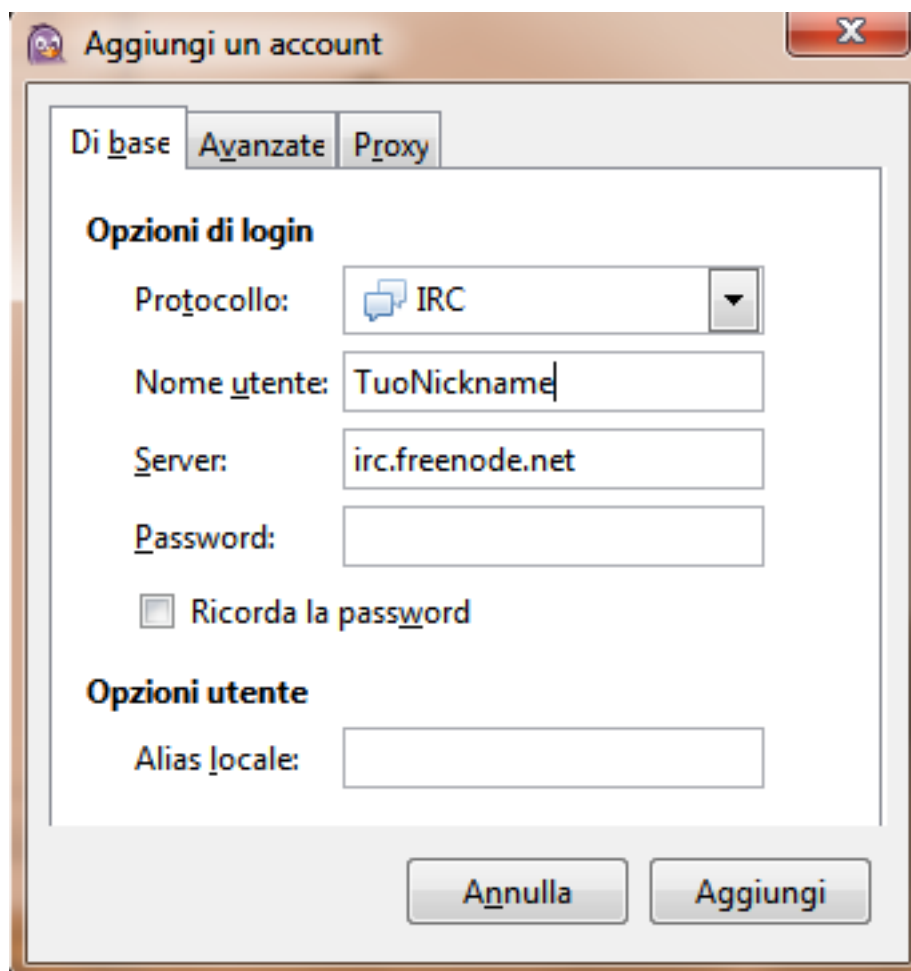 Aggiungi un account
Di base Avanzate Proxy
Opzioni di login
Protocollo: IRC
Nome utente: TuoNickname
Server: irc.freenode.net
Password:
Ricorda la password
Opzioni utente
Alias locale:
Annulla Aggiungi